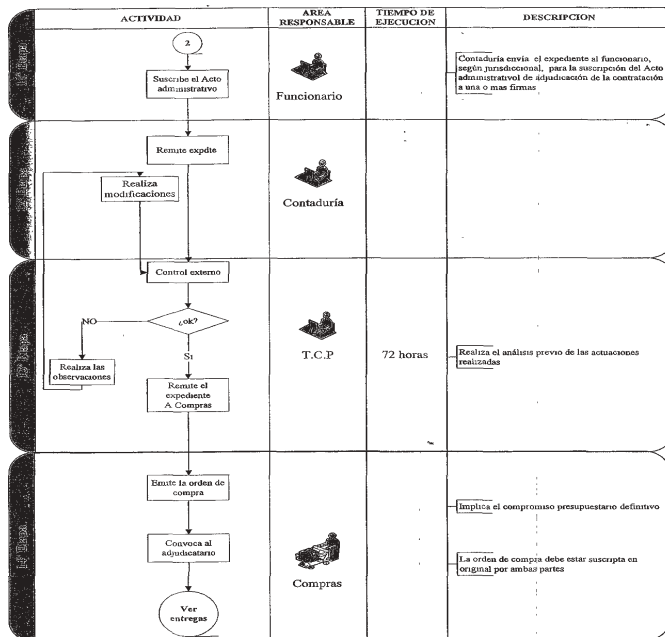 ACTIVIDAD
AREA
RESPONSABLE
TIEMPO DE
EJECUCION
DESCRIPCION
2
Suscribe el Acto
administrativo
Funcionario
Contaduría envía el expediente al funcionario,
según jurisdiccional, para la suscripción del Acto
administrativol de adjudicación de la contratación
a una o mas firmas
Remite expdte
Realiza
modificaciones
Contaduría
Control externo
¿ok?
NO
Si
Realiza las
observaciones
Remite el
expediente
A Compras
T.C.P
72 horas
Realiza el análisis previo de las actuaciones
realizadas
Etapa
14° Etapa
Emite la orden de
compra
Convoca al
adjudicatario
Ver
entregas
Compras
Implica el compromiso presupuestario definitivo
La orden de compra debe estar suscripta en
original por ambas partes